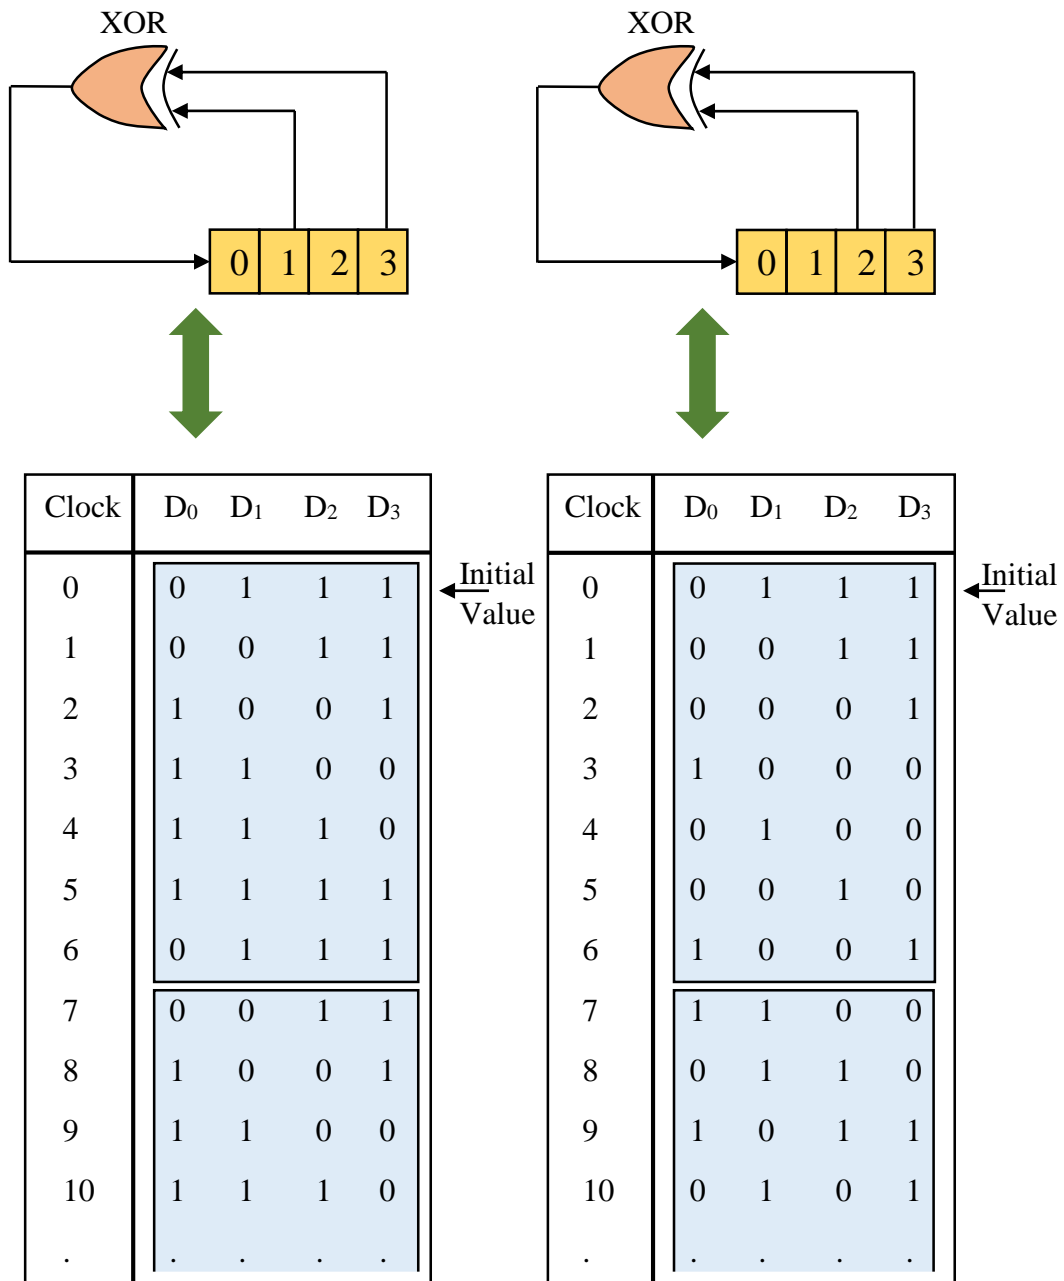 XOR
0 1 2 3
Clock D₀ D₁ D₂ D₃
0 0 1 1 1
Initial
Value
1 0 0 1 1
2 1 0 0 1
3 1 1 0 0
4 1 1 1 0
5 1 1 1 1
6 0 1 1 1
7 0 0 1 1
8 1 0 0 1
9 1 1 0 0
10 1 1 1 0
. . . . .
XOR
0 1 2 3
Clock D₀ D₁ D₂ D₃
0 0 1 1 1
Initial
Value
1 0 0 1 1
2 0 0 0 1
3 1 0 0 0
4 0 1 0 0
5 0 0 1 0
6 1 0 0 1
7 1 1 0 0
8 0 1 1 0
9 1 0 1 1
10 0 1 0 1
. . . . .